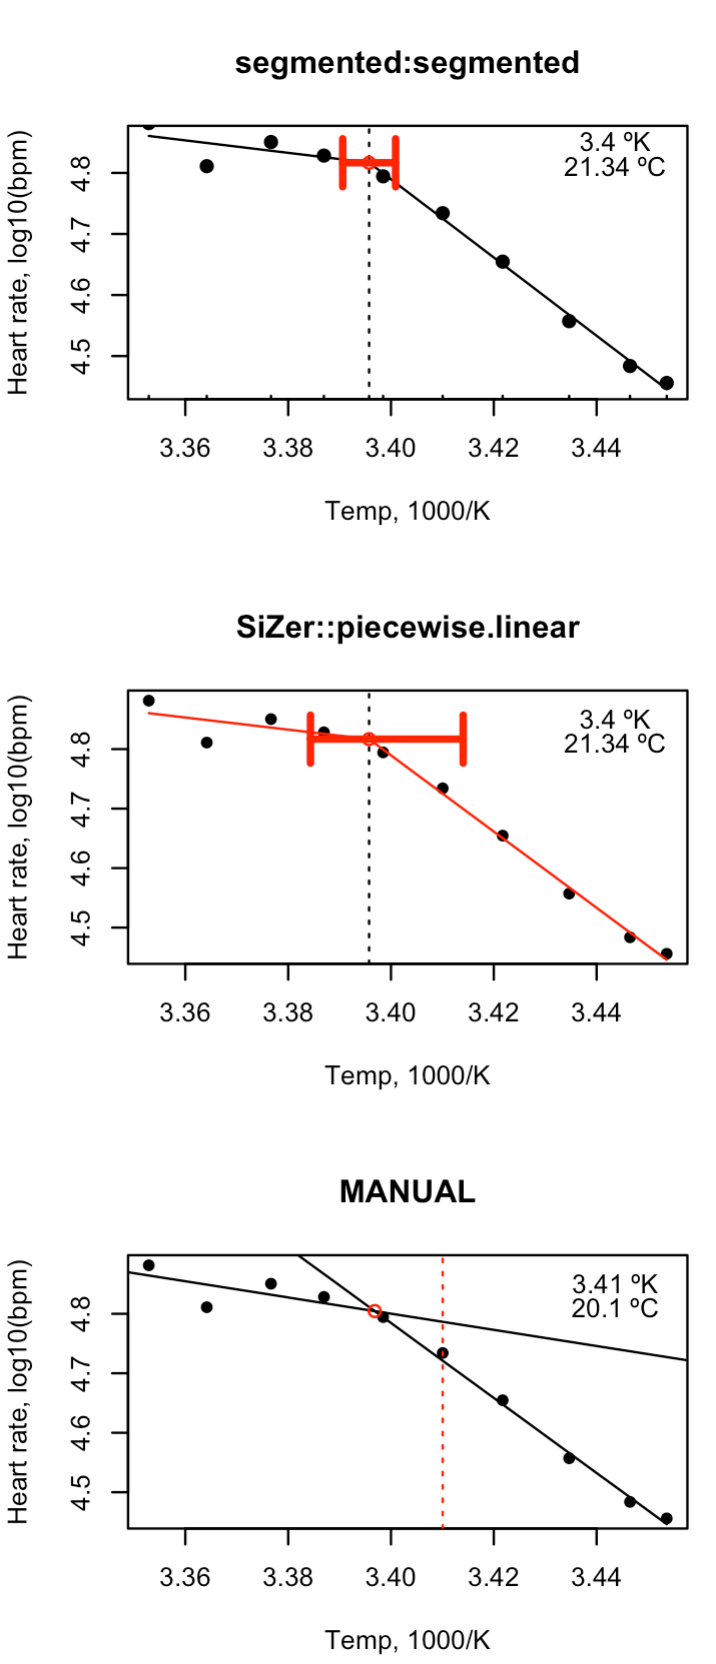 segmented:segmented
3.4 ºK
21.34 ºC
Heart rate, log10(bpm)
4.8
4.7
4.6
4.5
3.36 3.38 3.40 3.42 3.44
Temp, 1000/K
SiZer::piecewise.linear
3.4 ºK
21.34 ºC
Heart rate, log10(bpm)
4.8
4.7
4.6
4.5
3.36 3.38 3.40 3.42 3.44
Temp, 1000/K
MANUAL
3.41 ºK
20.1 ºC
Heart rate, log10(bpm)
4.8
4.7
4.6
4.5
3.36 3.38 3.40 3.42 3.44
Temp, 1000/K